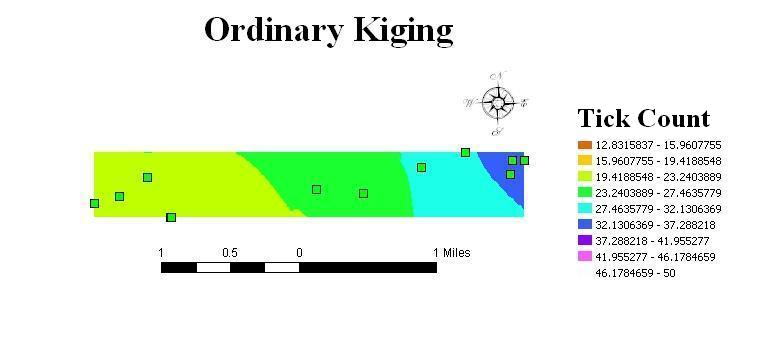 Ordinary Kiging
N
W E
S
Tick Count
12.8315837 - 15.9607755
15.9607755 - 19.4188548
19.4188548 - 23.2403889
23.2403889 - 27.4635779
27.4635779 - 32.1306369
32.1306369 - 37.288218
37.288218 - 41.955277
41.955277 - 46.1784659
46.1784659 - 50
1 0.5 0 1 Miles